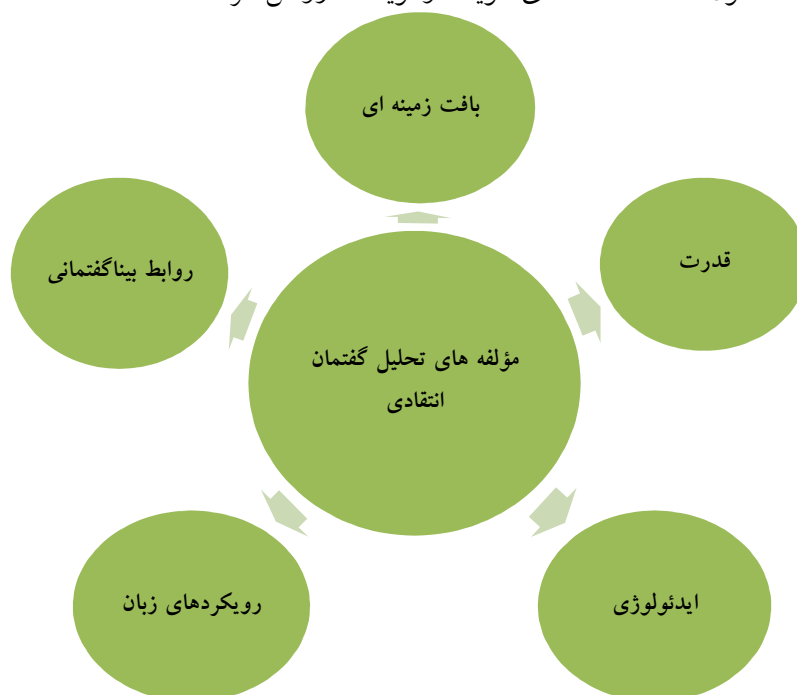 بافت زمینه ای
قدرت
روابط بیناگفتمانی
مؤلفه های تحلیل گفتمان
انتقادی
رویکردهای زبان
ایدئولوژی